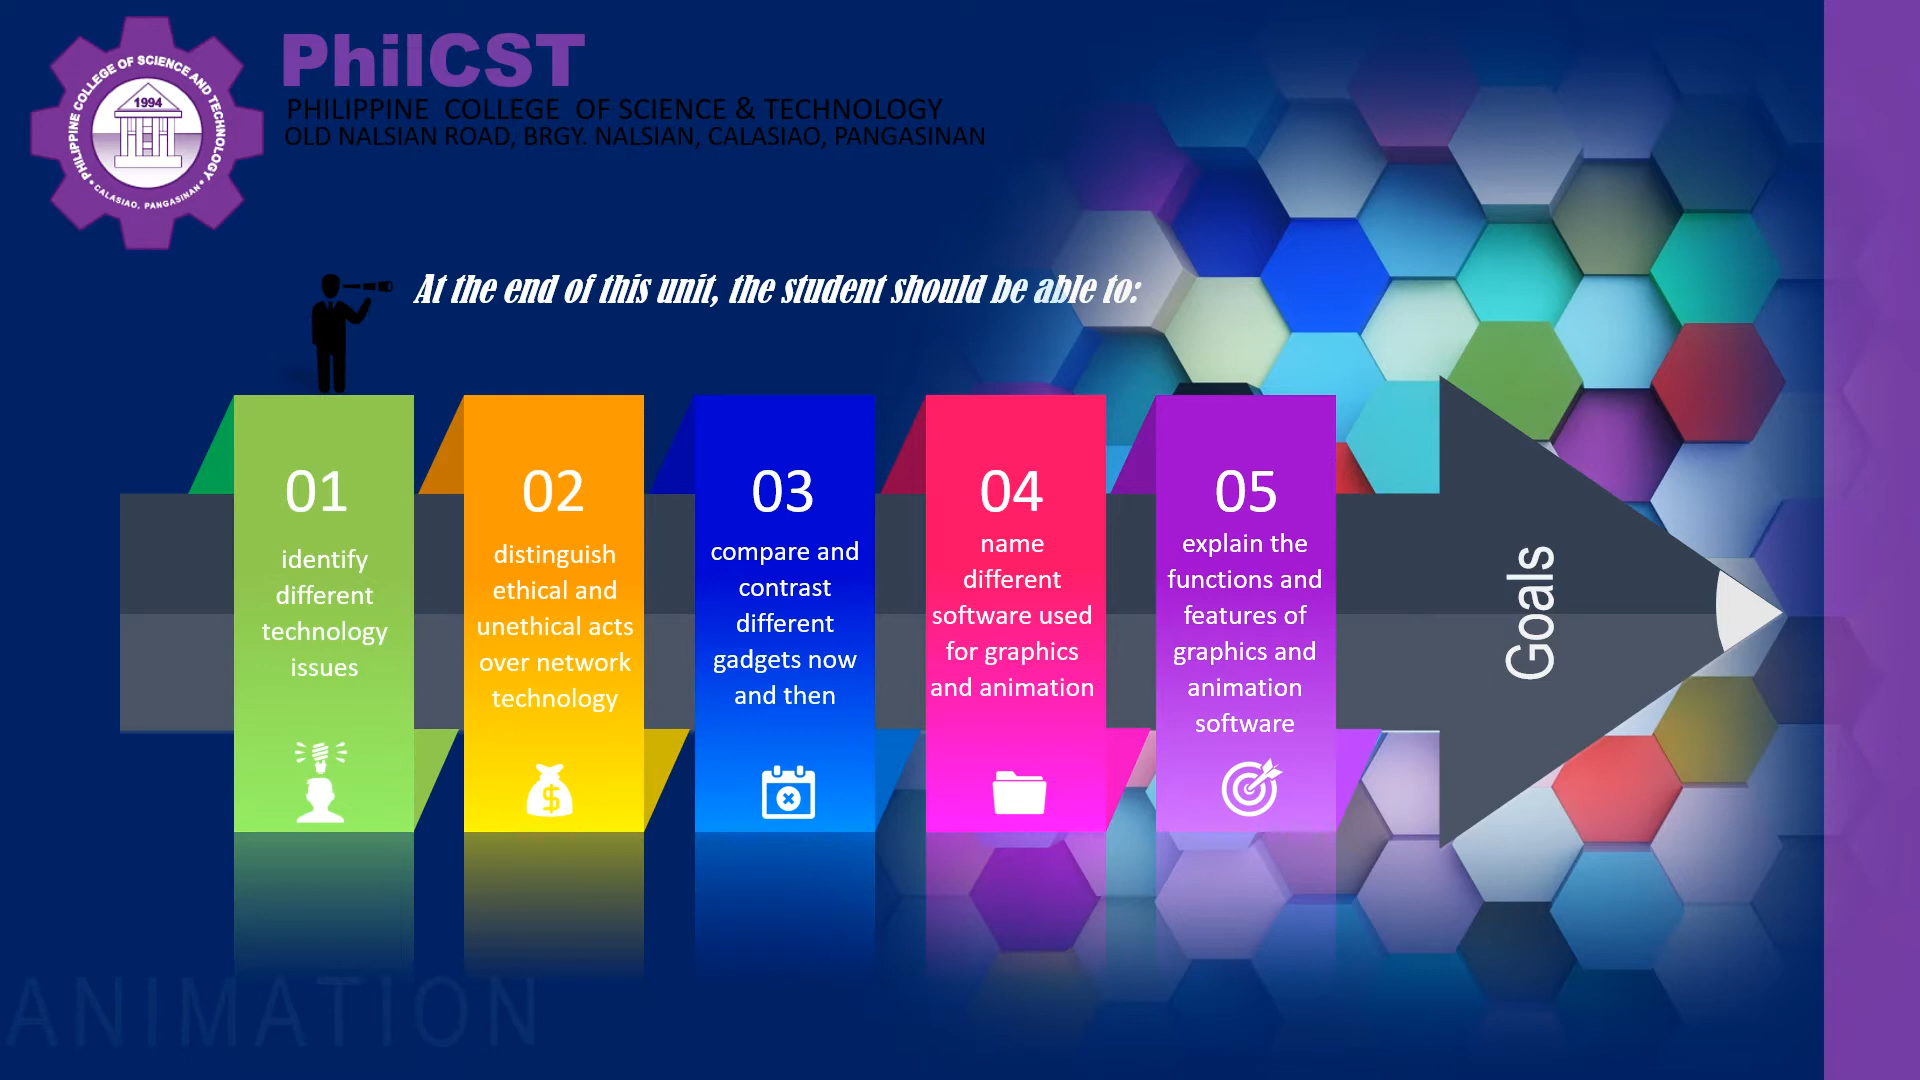 PHILIPPINE COLLEGE OF SCIENCE AND TECHNOLOGY
1994
• CALASIAO, PANGASINAN •
PhilCST
PHILIPPINE COLLEGE OF SCIENCE & TECHNOLOGY
OLD NALSIAN ROAD, BRGY. NALSIAN, CALASIAO, PANGASINAN
At the end of this unit, the student should be able to:
01
identify
different
technology
issues
02
distinguish
ethical and
unethical acts
over network
technology
$
03
compare and
contrast
different
gadgets now
and then
04
name
different
software used
for graphics
and animation
05
explain the
functions and
features of
graphics and
animation
software
Goals
ANIMATION